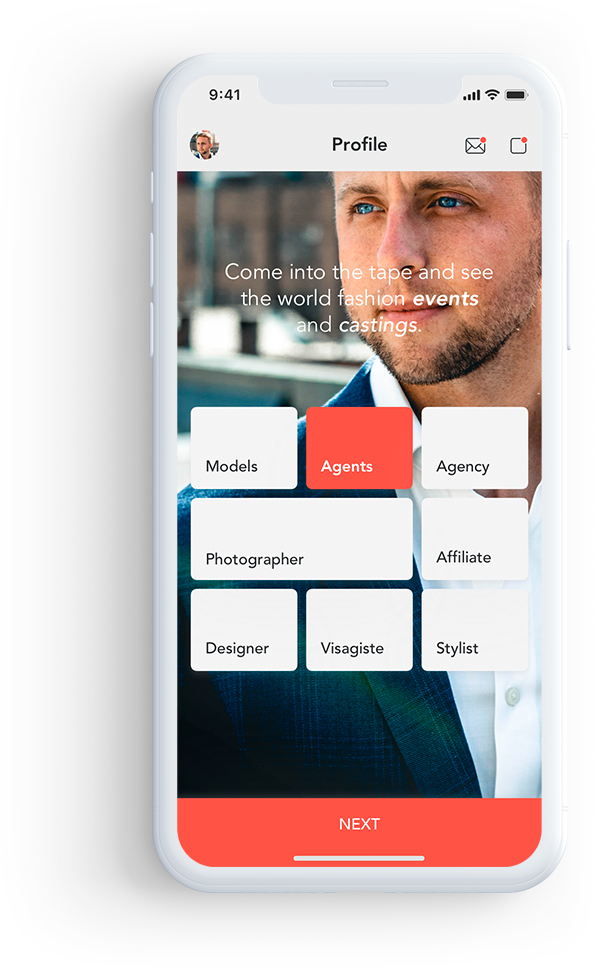 9:41
Profile
Come into the tape and see
the world fashion events
and castings.
Models
Agents
Agency
Photographer
Affiliate
Designer
Visagiste
Stylist
NEXT